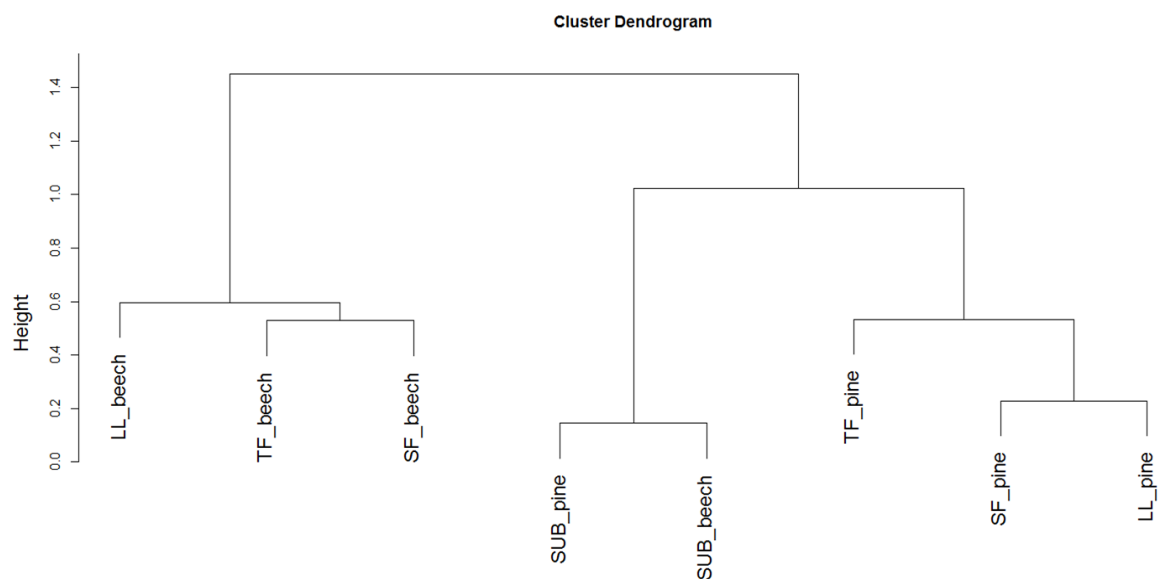 Cluster Dendrogram
Height
0.0
0.2
0.4
0.6
0.8
1.0
1.2
1.4
LL_beech
TF_beech
SF_beech
SUB_pine
SUB_beech
TF_pine
SF_pine
LL_pine